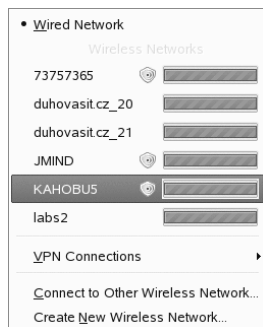 Wired Network
Wireless Networks
73757365
duhovasit.cz_20
duhovasit.cz_21
JMIND
KAHOBU5
labs2
VPN Connections
Connect to Other Wireless Network...
Create New Wireless Network...